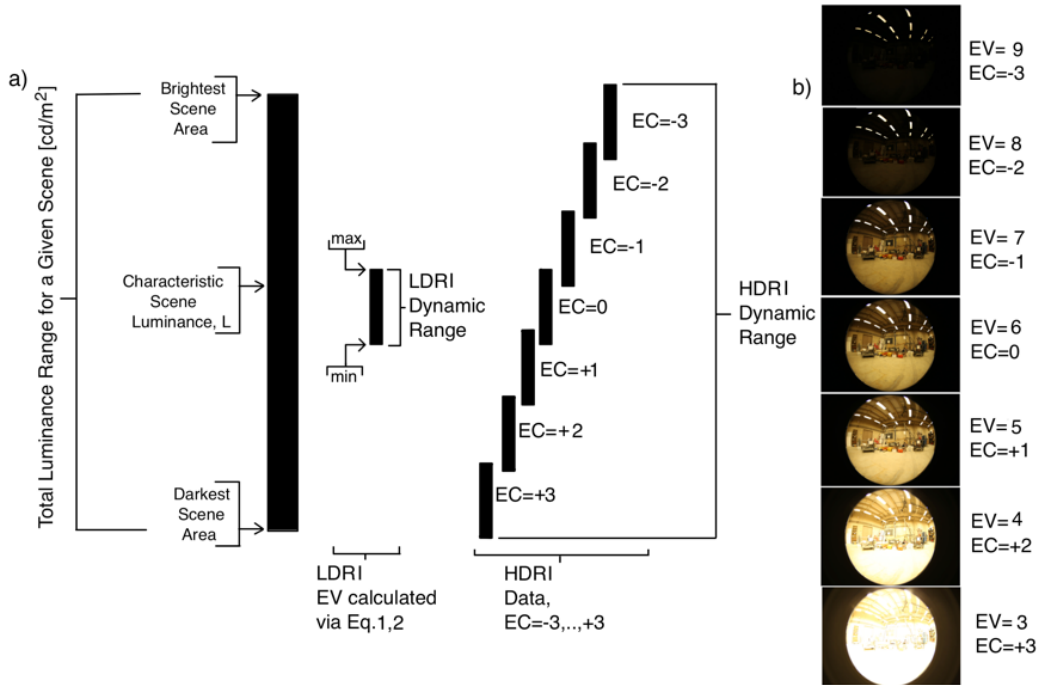 a)
Total Luminance Range for a Given Scene [cd/m²]
Brightest
Scene
Area
Characteristic
Scene
Luminance, L
Darkest
Scene
Area
max
min
LDRI
Dynamic
Range
LDRI
EV calculated
via Eq.1,2
EC=-3
EC=-2
EC=-1
EC=0
EC=+1
EC=+2
EC=+3
HDRI
Data,
EC=-3,..,+3
HDRI
Dynamic
Range
b)
EV= 9
EC=-3
EV= 8
EC=-2
EV= 7
EC=-1
EV= 6
EC=0
EV= 5
EC=+1
EV= 4
EC=+2
EV= 3
EC=+3